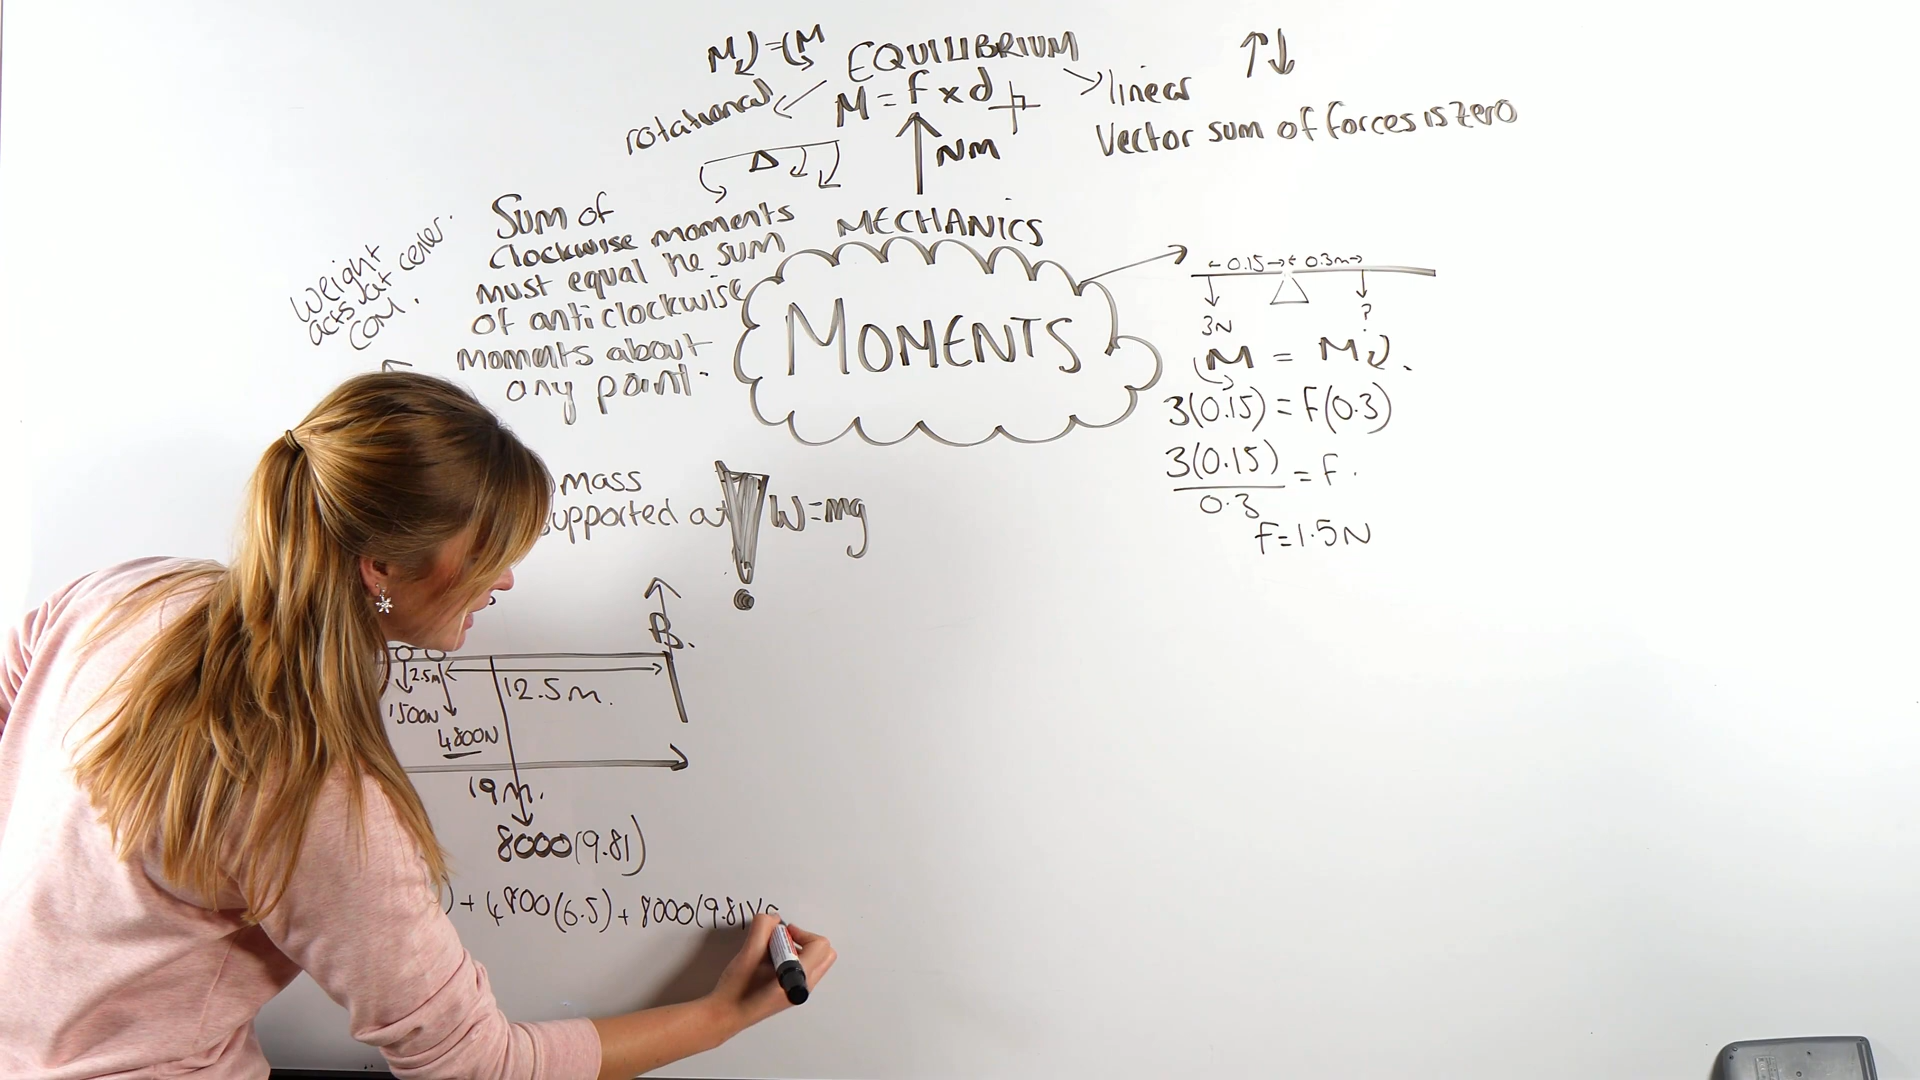 M = M
EQUILIBRIUM
rotational
M = F x d
linear
Vector sum of forces is zero
NM
Sum of
Clockwise moments
must equal he sum
of anticlockwise
Moments about
any point.
Weight
acts at center.
COM.
MECHANICS
MOMENTS
0.15 0.3m
3N
?
M = M
3(0.15) = F(0.3)
3(0.15)
0.3
= F.
F=1.5N
mass
supported at
W=mg
B.
2.5m
12.5m.
1500N
4800N
19m.
8000(9.81)
) + 4800(6.5) + 8000(9.81)(9